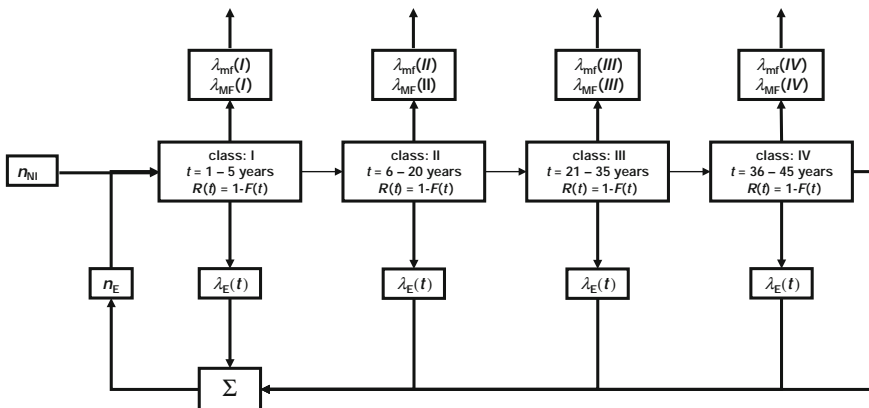 λmf(I)
λMF(I)
λmf(II)
λMF(II)
λmf(III)
λMF(III)
λmf(IV)
λMF(IV)
nNI
class: I
t = 1 – 5 years
R(t) = 1-F(t)
class: II
t = 6 – 20 years
R(t) = 1-F(t)
class: III
t = 21 – 35 years
R(t) = 1-F(t)
class: IV
t = 36 – 45 years
R(t) = 1-F(t)
nE
λE(t)
λE(t)
λE(t)
λE(t)
Σ